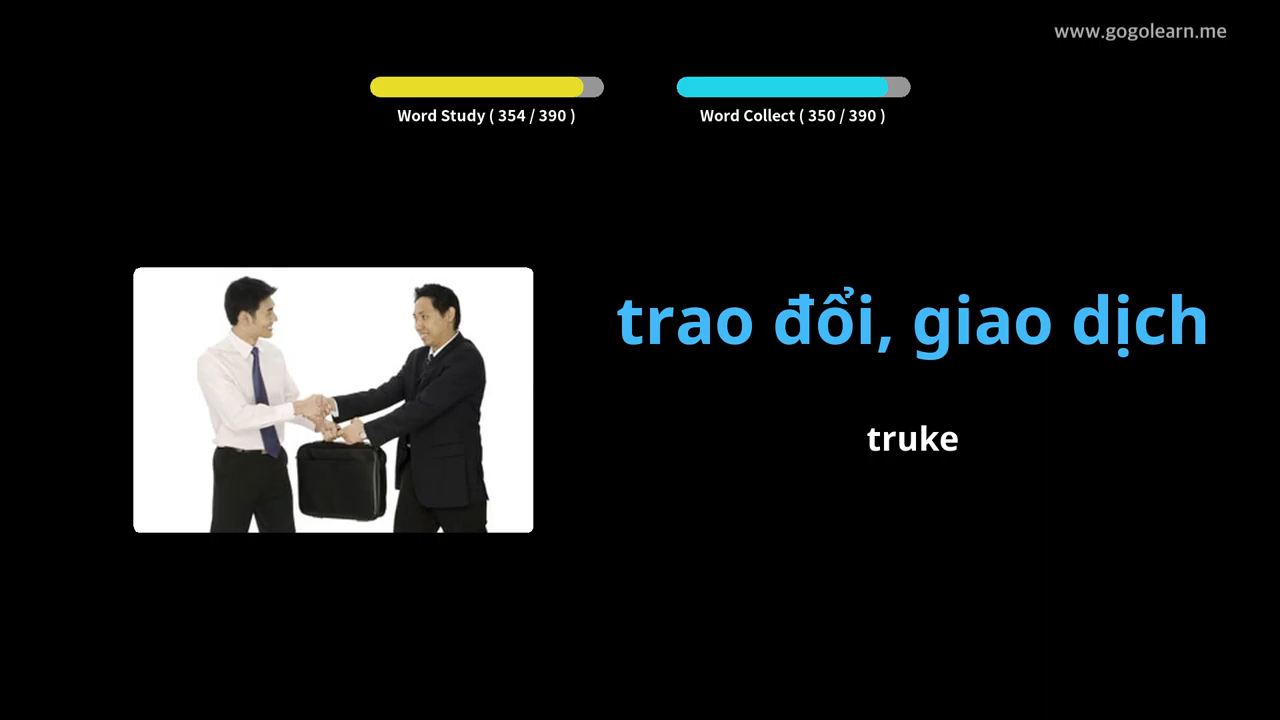 www.gogolearn.me
Word Study ( 354 / 390 )
Word Collect ( 350 / 390 )
trao đổi, giao dịch
truke